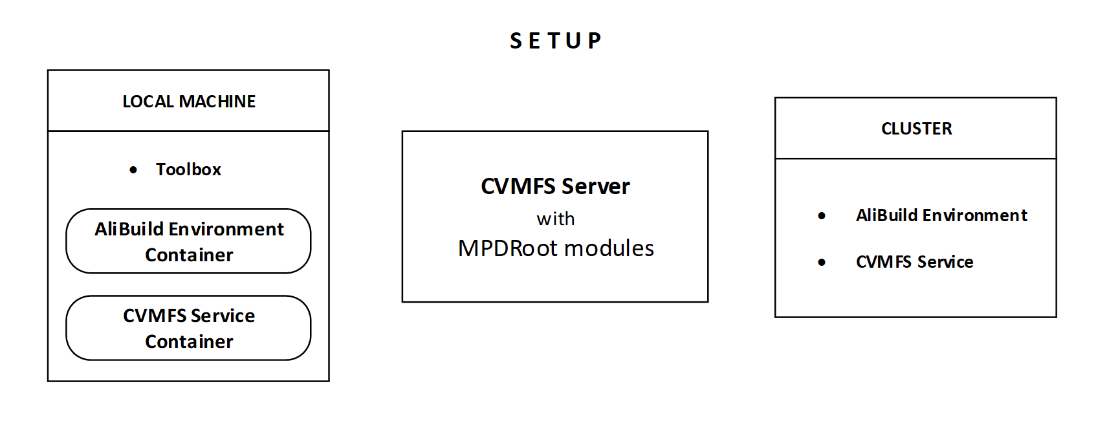 SETUP
LOCAL MACHINE
• Toolbox
AliBuild Environment
Container
CVMFS Service
Container
CVMFS Server
with
MPDRoot modules
CLUSTER
• AliBuild Environment
• CVMFS Service